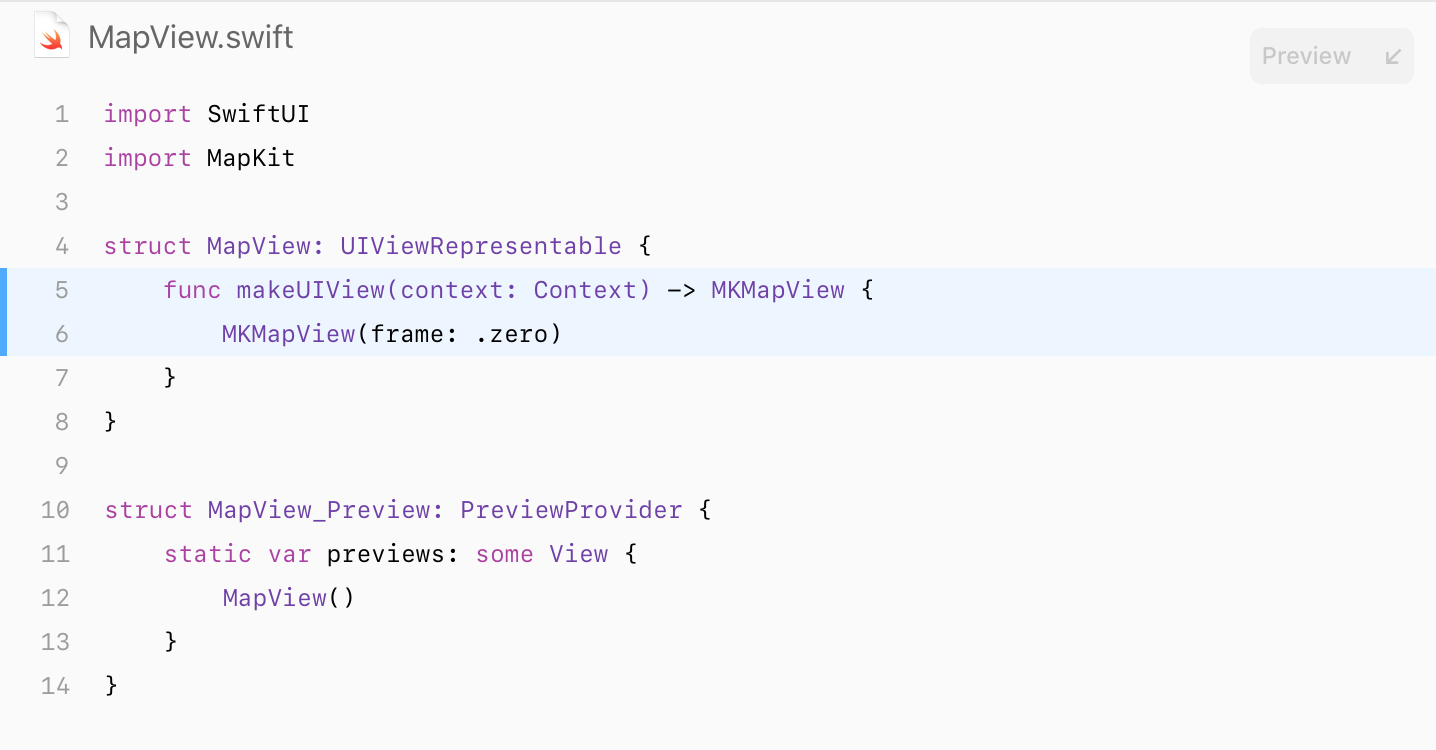 MapView.swift
Preview
1 import SwiftUI
2 import MapKit
3
4 struct MapView: UIViewRepresentable {
5     func makeUIView(context: Context) -> MKMapView {
6         MKMapView(frame: .zero)
7     }
8 }
9
10 struct MapView_Preview: PreviewProvider {
11     static var previews: some View {
12         MapView()
13     }
14 }